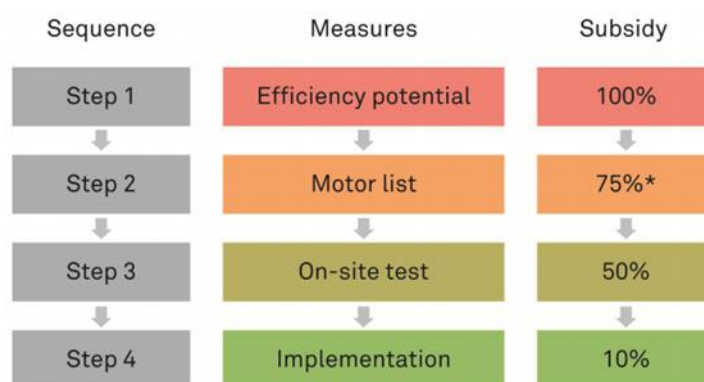 Sequence Measures Subsidy
Step 1 Efficiency potential 100%
Step 2 Motor list 75%*
Step 3 On-site test 50%
Step 4 Implementation 10%